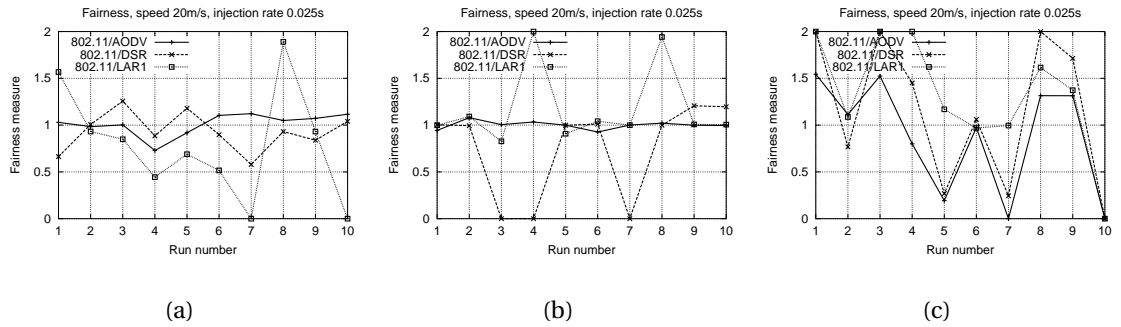 Fairness, speed 20m/s, injection rate 0.025s
2
1.5
1
0.5
0
Fairness measure
802.11/AODV
802.11/DSR
802.11/LAR1
1 2 3 4 5 6 7 8 9 10
Run number
(a)
Fairness, speed 20m/s, injection rate 0.025s
2
1.5
1
0.5
0
Fairness measure
802.11/AODV
802.11/DSR
802.11/LAR1
1 2 3 4 5 6 7 8 9 10
Run number
(b)
Fairness, speed 20m/s, injection rate 0.025s
2
1.5
1
0.5
0
Fairness measure
802.11/AODV
802.11/DSR
802.11/LAR1
1 2 3 4 5 6 7 8 9 10
Run number
(c)